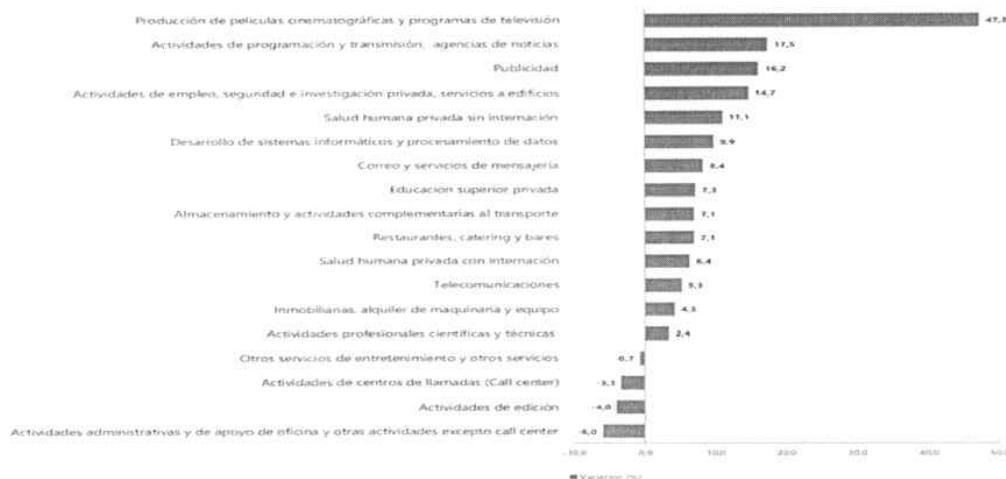 Producción de películas cinematográficas y programas de televisión 47,3
Actividades de programación y transmisión, agencias de noticias 17,5
Publicidad 16,2
Actividades de empleo, seguridad e investigación privada, servicios a edificios 14,7
Salud humana privada sin internación 11,1
Desarrollo de sistemas informáticos y procesamiento de datos 9,9
Correo y servicios de mensajería 8,4
Educación superior privada 7,3
Almacenamiento y actividades complementarias al transporte 7,1
Restaurantes, catering y bares 7,1
Salud humana privada con internación 6,4
Telecomunicaciones 5,3
Inmobiliarias, alquiler de maquinaria y equipo
Actividades profesionales científicas y técnicas 2,4
Otros servicios de entretenimiento y otros servicios 0,7
Actividades de centros de llamadas (Call center)
Actividades de edición -4,0
Actividades administrativas y de apoyo de oficina y otras actividades excepto call center -6,0
-10,0 0,0 10,0 20,0 30,0 40,0 50,0
Variación (%)